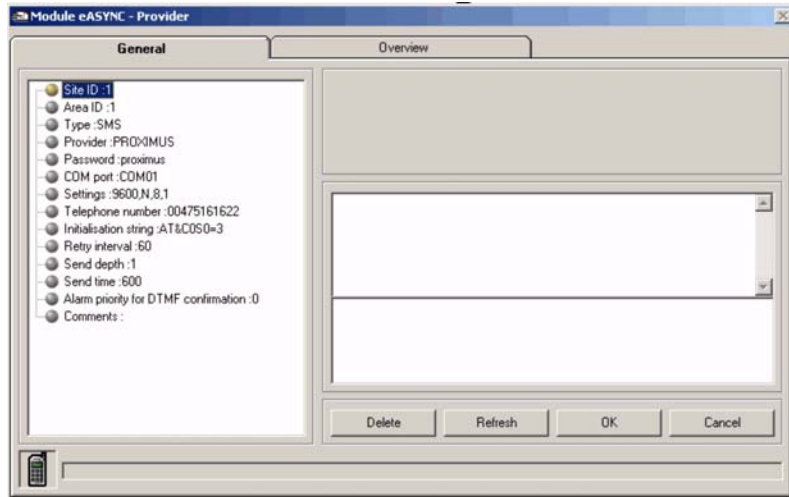 Module eASYNC - Provider
General
Overview
Site ID :1
Area ID :1
Type :SMS
Provider :PROXIMUS
Password :proximus
COM port :COM01
Settings :9600,N,8,1
Telephone number :00475161622
Initialisation string :AT&C0S0=3
Retry interval :60
Send depth :1
Send time :600
Alarm priority for DTMF confirmation :0
Comments :
Delete
Refresh
OK
Cancel